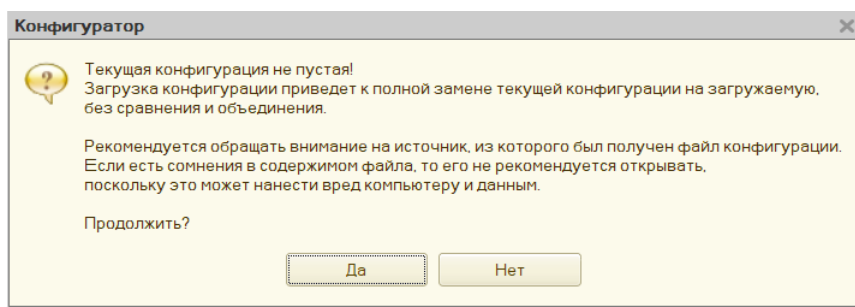 Конфигуратор
Текущая конфигурация не пустая!
Загрузка конфигурации приведет к полной замене текущей конфигурации на загружаемую,
без сравнения и объединения.
Рекомендуется обращать внимание на источник, из которого был получен файл конфигурации.
Если есть сомнения в содержимом файла, то его не рекомендуется открывать,
поскольку это может нанести вред компьютеру и данным.
Продолжить?
Да
Нет